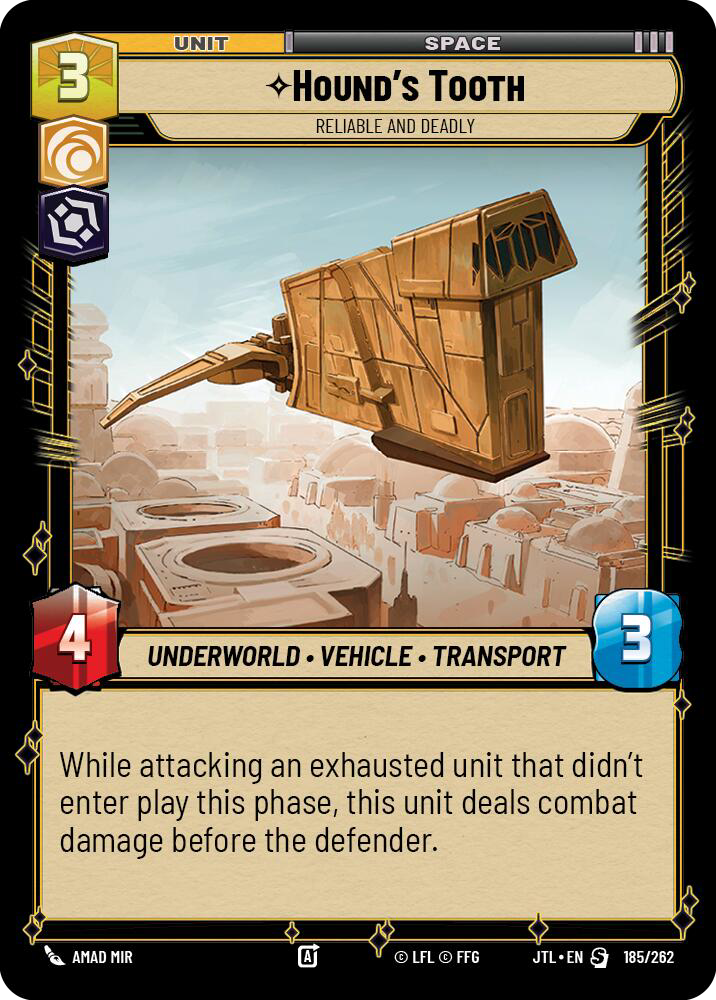 UNIT
SPACE
3
✧HOUND'S TOOTH
RELIABLE AND DEADLY
4
UNDERWORLD • VEHICLE • TRANSPORT
3
While attacking an exhausted unit that didn't
enter play this phase, this unit deals combat
damage before the defender.
AMAD MIR
A
© LFL © FFG
JTL • EN
S
185/262